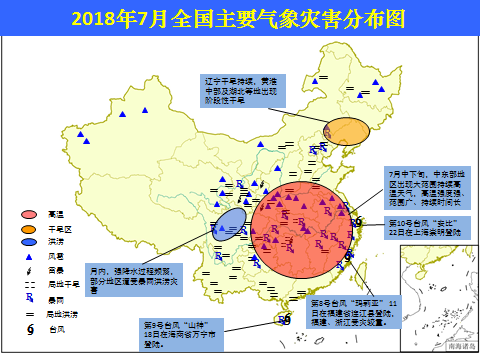 2018年7月全国主要气象灾害分布图
辽宁干旱持续，黄淮
中部及湖北等地出现
阶段性干旱
7月中下旬，中东部地
区出现大范围持续高
温天气，高温强度强、
范围广、持续时间长
第10号台风“安比”
22日在上海崇明登陆
月内，强降水过程频繁，
部分地区遭受暴雨洪涝灾
害
第8号台风“玛莉亚” 11
日在福建省连江县登陆，
福建、浙江受灾较重。
第9号台风“山神”
18日在海南省万宁市
登陆。
高温
干旱区
洪涝
风雹
雷暴
局地干旱
暴雨
局地洪涝
台风
南海诸岛